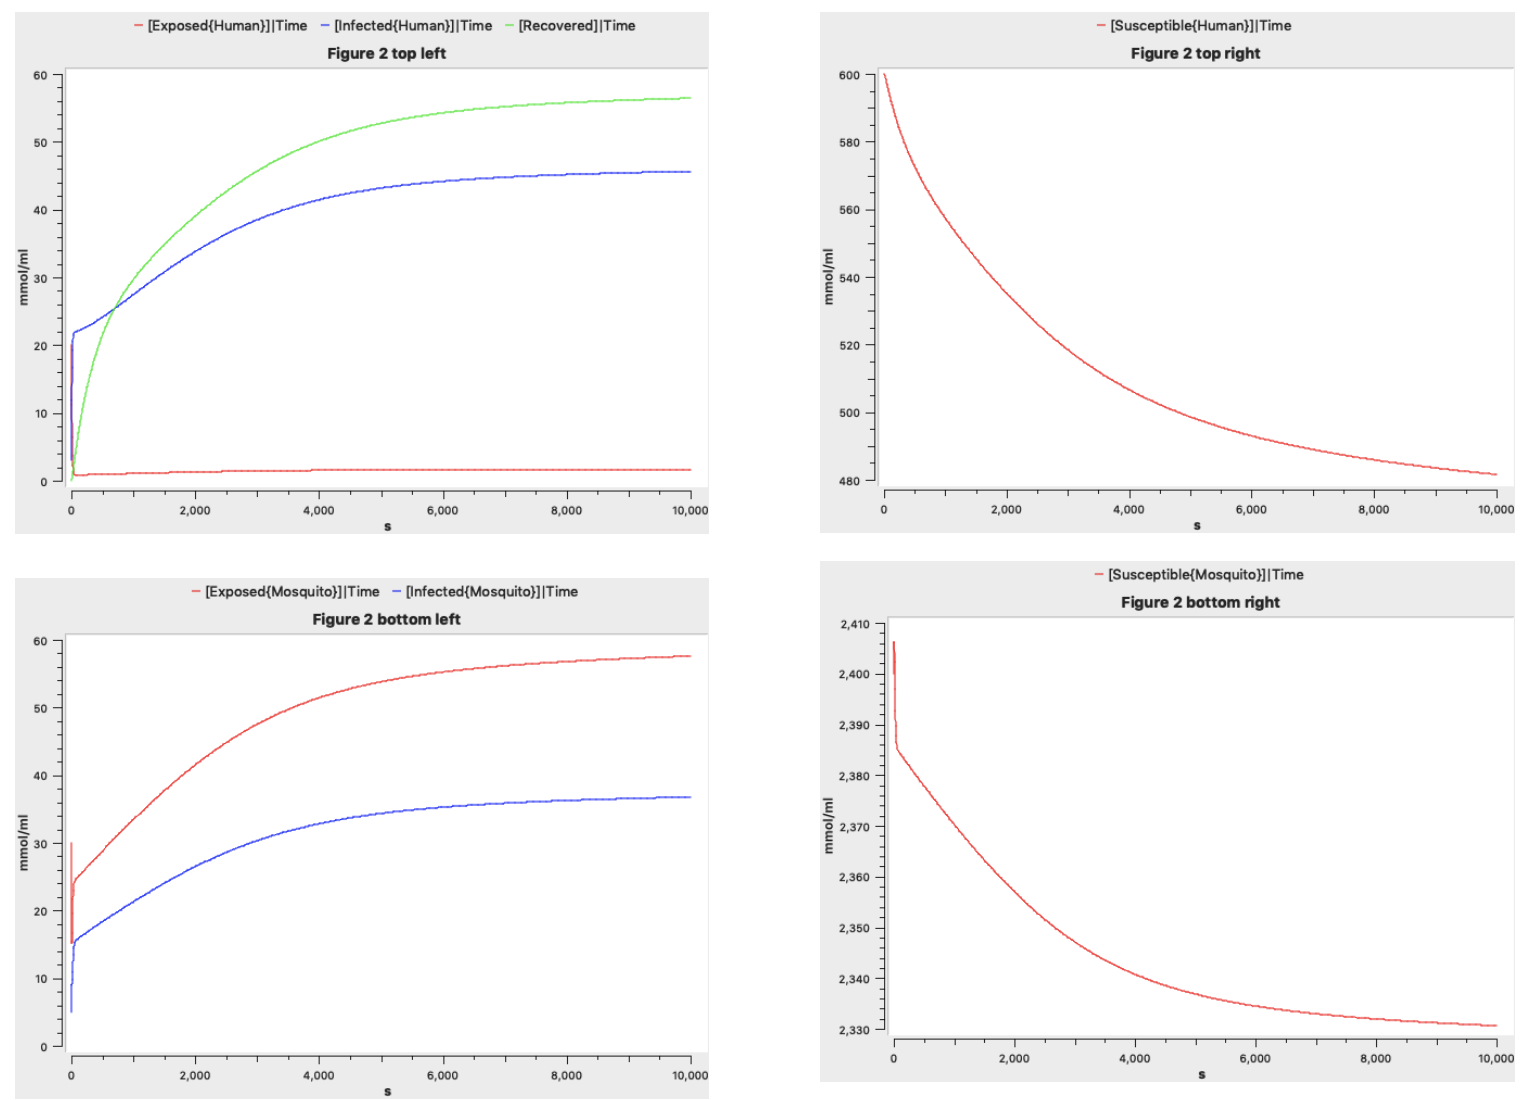 [Exposed{Human}]|Time [Infected{Human}]|Time [Recovered]|Time
Figure 2 top left
60
50
40
30
20
10
0
mmol/ml
0 2,000 4,000 6,000 8,000 10,000
s
[Susceptible{Human}]|Time
Figure 2 top right
600
580
560
540
520
500
480
mmol/ml
0 2,000 4,000 6,000 8,000 10,000
s
[Exposed{Mosquito}]|Time [Infected{Mosquito}]|Time
Figure 2 bottom left
60
50
40
30
20
10
0
mmol/ml
0 2,000 4,000 6,000 8,000 10,000
s
[Susceptible{Mosquito}]|Time
Figure 2 bottom right
2,410
2,400
2,390
2,380
2,370
2,360
2,350
2,340
2,330
mmol/ml
0 2,000 4,000 6,000 8,000 10,000
s